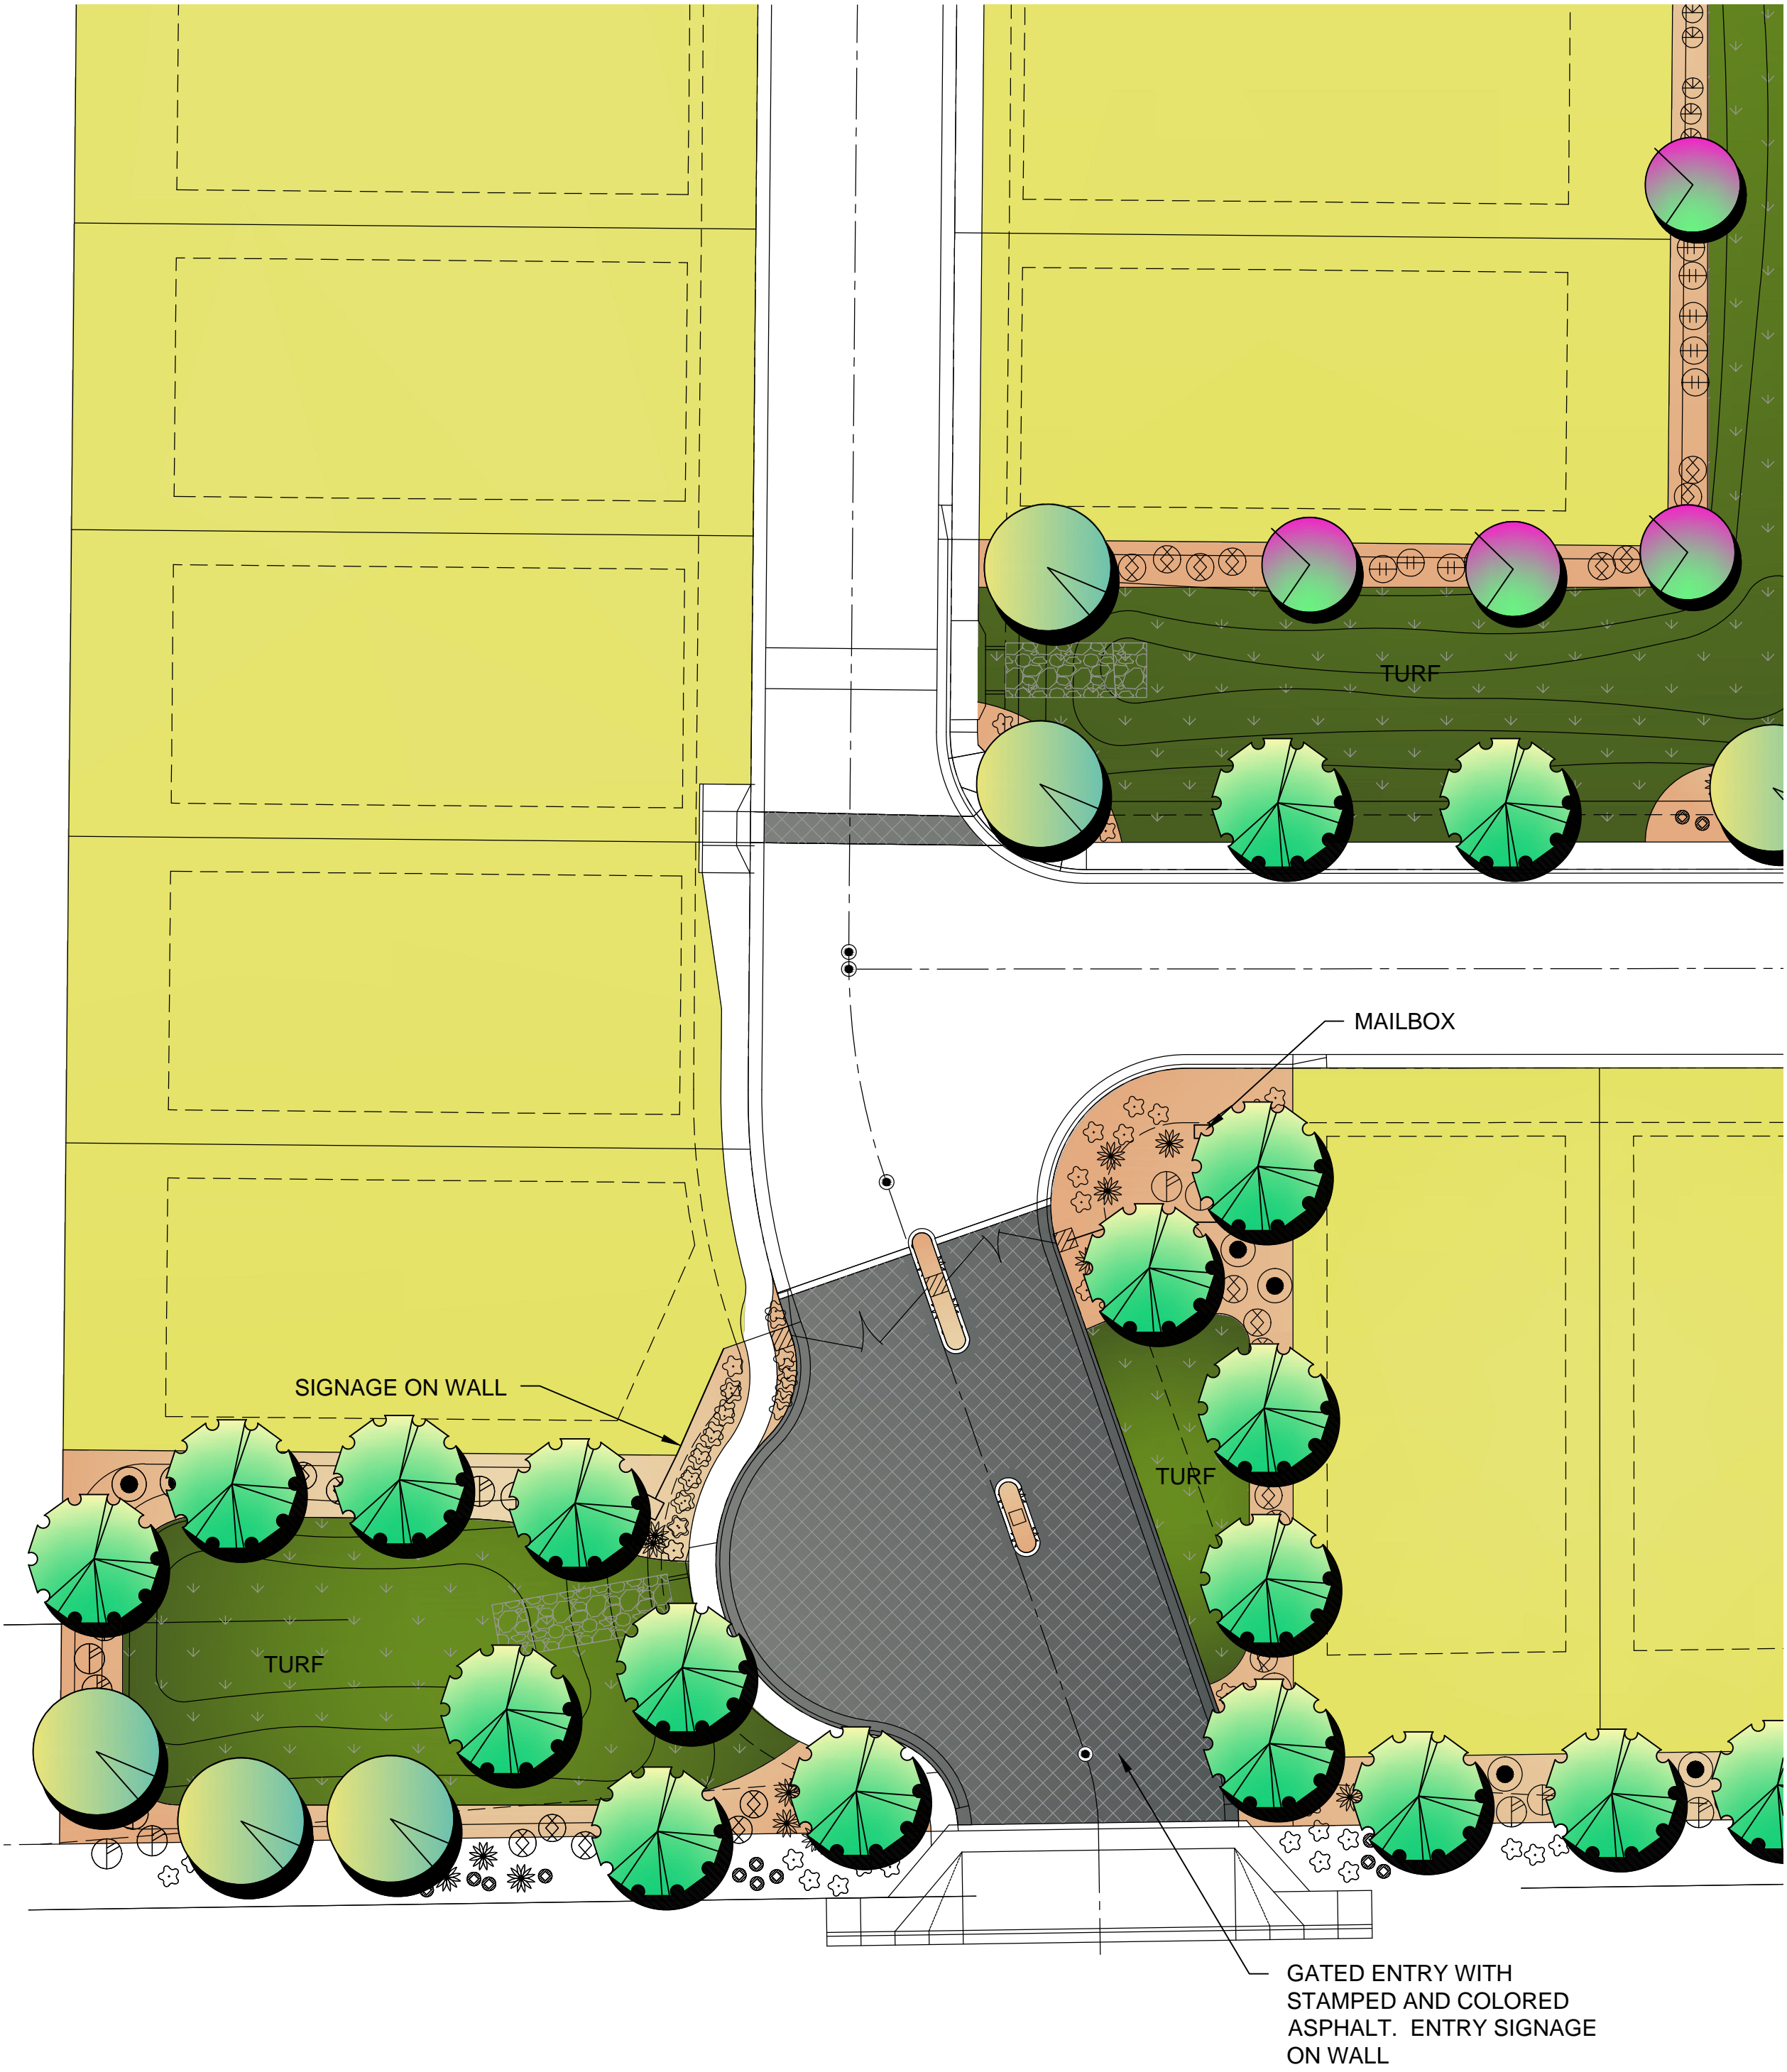 TURF
MAILBOX
SIGNAGE ON WALL
TURF
TURF
GATED ENTRY WITH
STAMPED AND COLORED
ASPHALT. ENTRY SIGNAGE
ON WALL